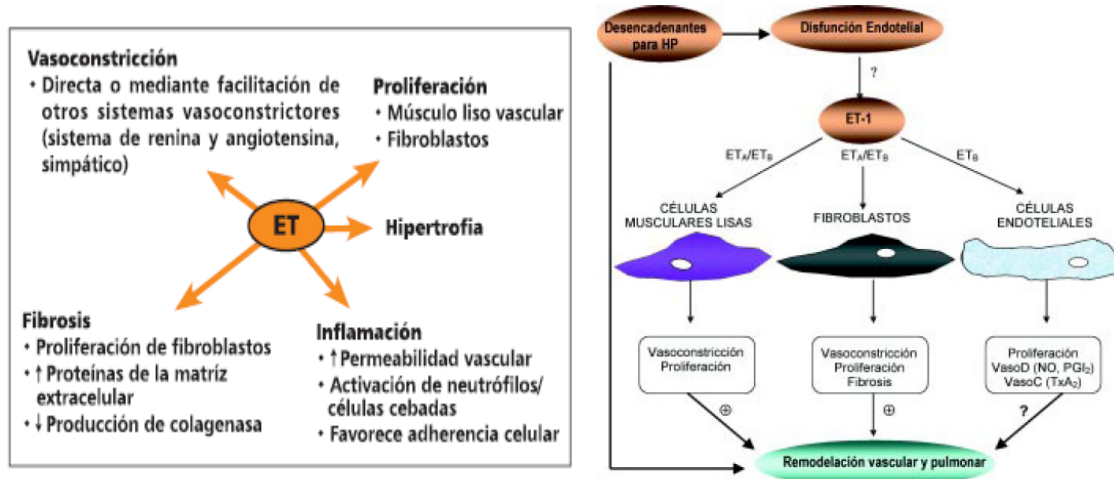 Vasoconstricción
• Directa o mediante facilitación de
otros sistemas vasoconstrictores
(sistema de renina y angiotensina,
simpático)
Proliferación
• Músculo liso vascular
• Fibroblastos
ET
Hipertrofia
Fibrosis
• Proliferación de fibroblastos
• ↑ Proteínas de la matríz
extracelular
• ↓ Producción de colagenasa
Inflamación
• ↑ Permeabilidad vascular
• Activación de neutrófilos/
células cebadas
• Favorece adherencia celular
Desencadenantes
para HP
Disfunción Endotelial
?
ET-1
ETA/ETB
ETA/ETB
ETB
CÉLULAS
MUSCULARES LISAS
FIBROBLASTOS
CÉLULAS
ENDOTELIALES
Vasoconstricción
Proliferación
Vasoconstricción
Proliferación
Fibrosis
Proliferación
VasoD (NO, PGI2)
VasoC (TxA2)
⊕
⊕
?
Remodelación vascular y pulmonar